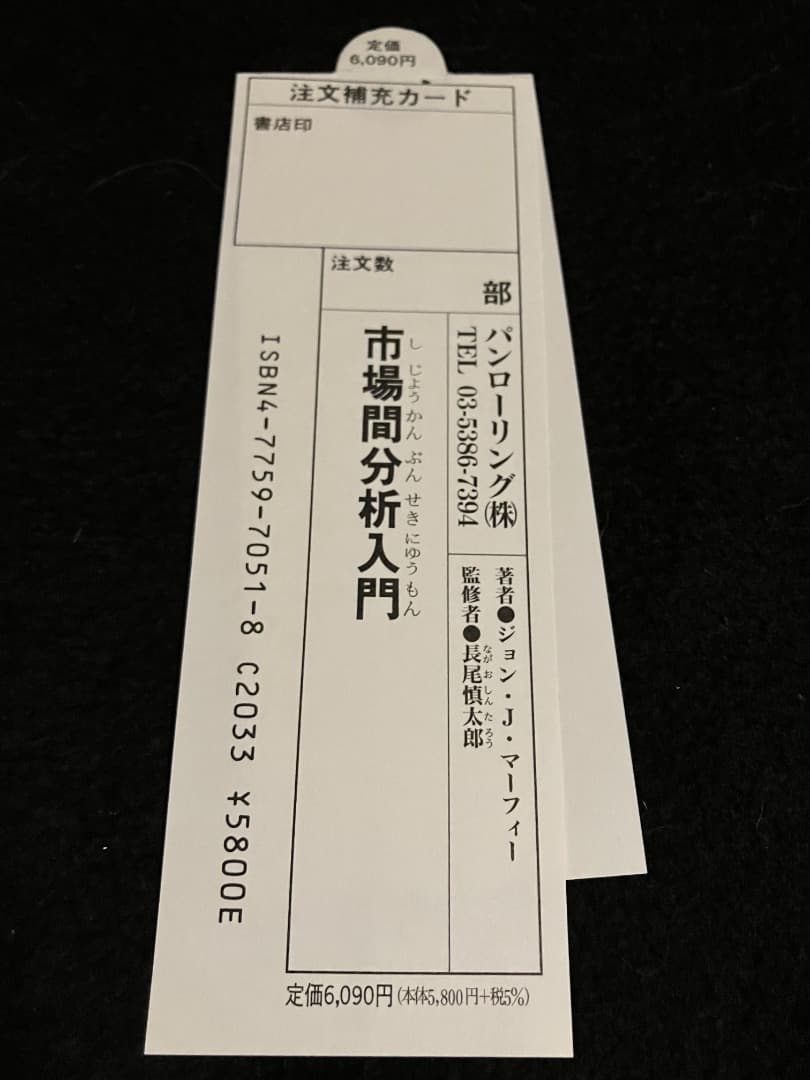 定価
6,090円
注文補充カード
書店印
注文数
部
パンローリング㈱
TEL 03-5386-7394
著者●ジョン・J・マーフィー
監修者●長尾慎太郎
なが お しん た ろう
市場間分析入門
し じょう かん ぶん せき にゅう もん
ISBN4-7759-7051-8 C2033 ¥5800E
定価6,090円(本体5,800円+税5%)